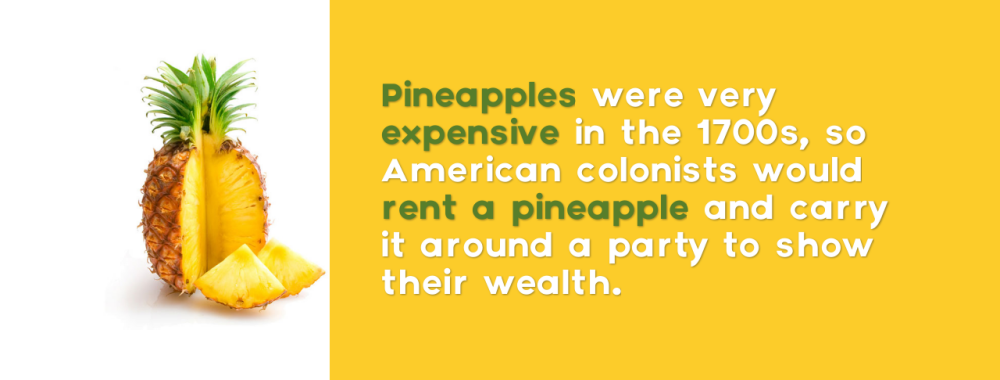 Pineapples were very
expensive in the 1700s, so
American colonists would
rent a pineapple and carry
it around a party to show
their wealth.